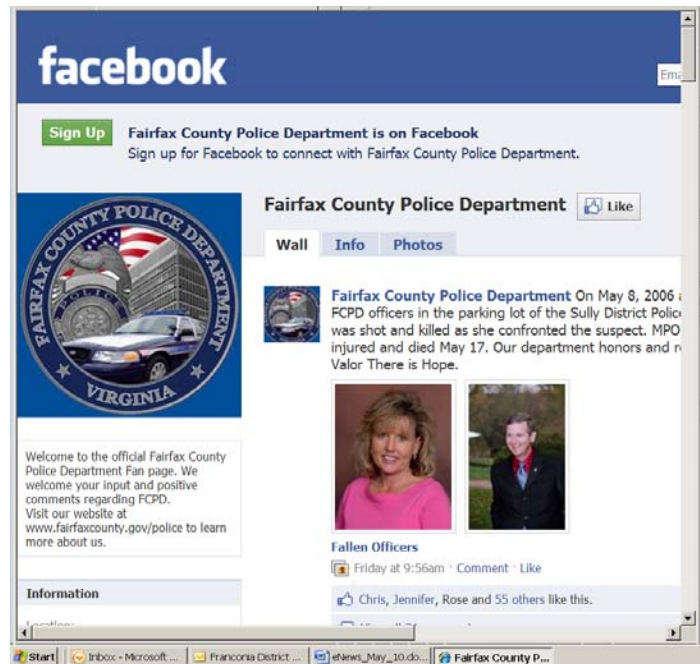 facebook
Ema
Sign Up
Fairfax County Police Department is on Facebook
Sign up for Facebook to connect with Fairfax County Police Department.
FAIRFAX COUNTY POLICE DEPARTMENT
POLICE
VIRGINIA
Fairfax County Police Department
Like
Wall Info Photos
Fairfax County Police Department On May 8, 2006 a
FCPD officers in the parking lot of the Sully District Polic
was shot and killed as she confronted the suspect. MPO
injured and died May 17. Our department honors and r
Valor There is Hope.
Fallen Officers
Friday at 9:56am · Comment · Like
Chris, Jennifer, Rose and 55 others like this.
Welcome to the official Fairfax County
Police Department Fan page. We
welcome your input and positive
comments regarding FCPD.
Visit our website at
www.fairfaxcounty.gov/police to learn
more about us.
Information
Start
Inbox - Microsoft ...
Franconia District ...
eNews_May_10.do...
Fairfax County P...